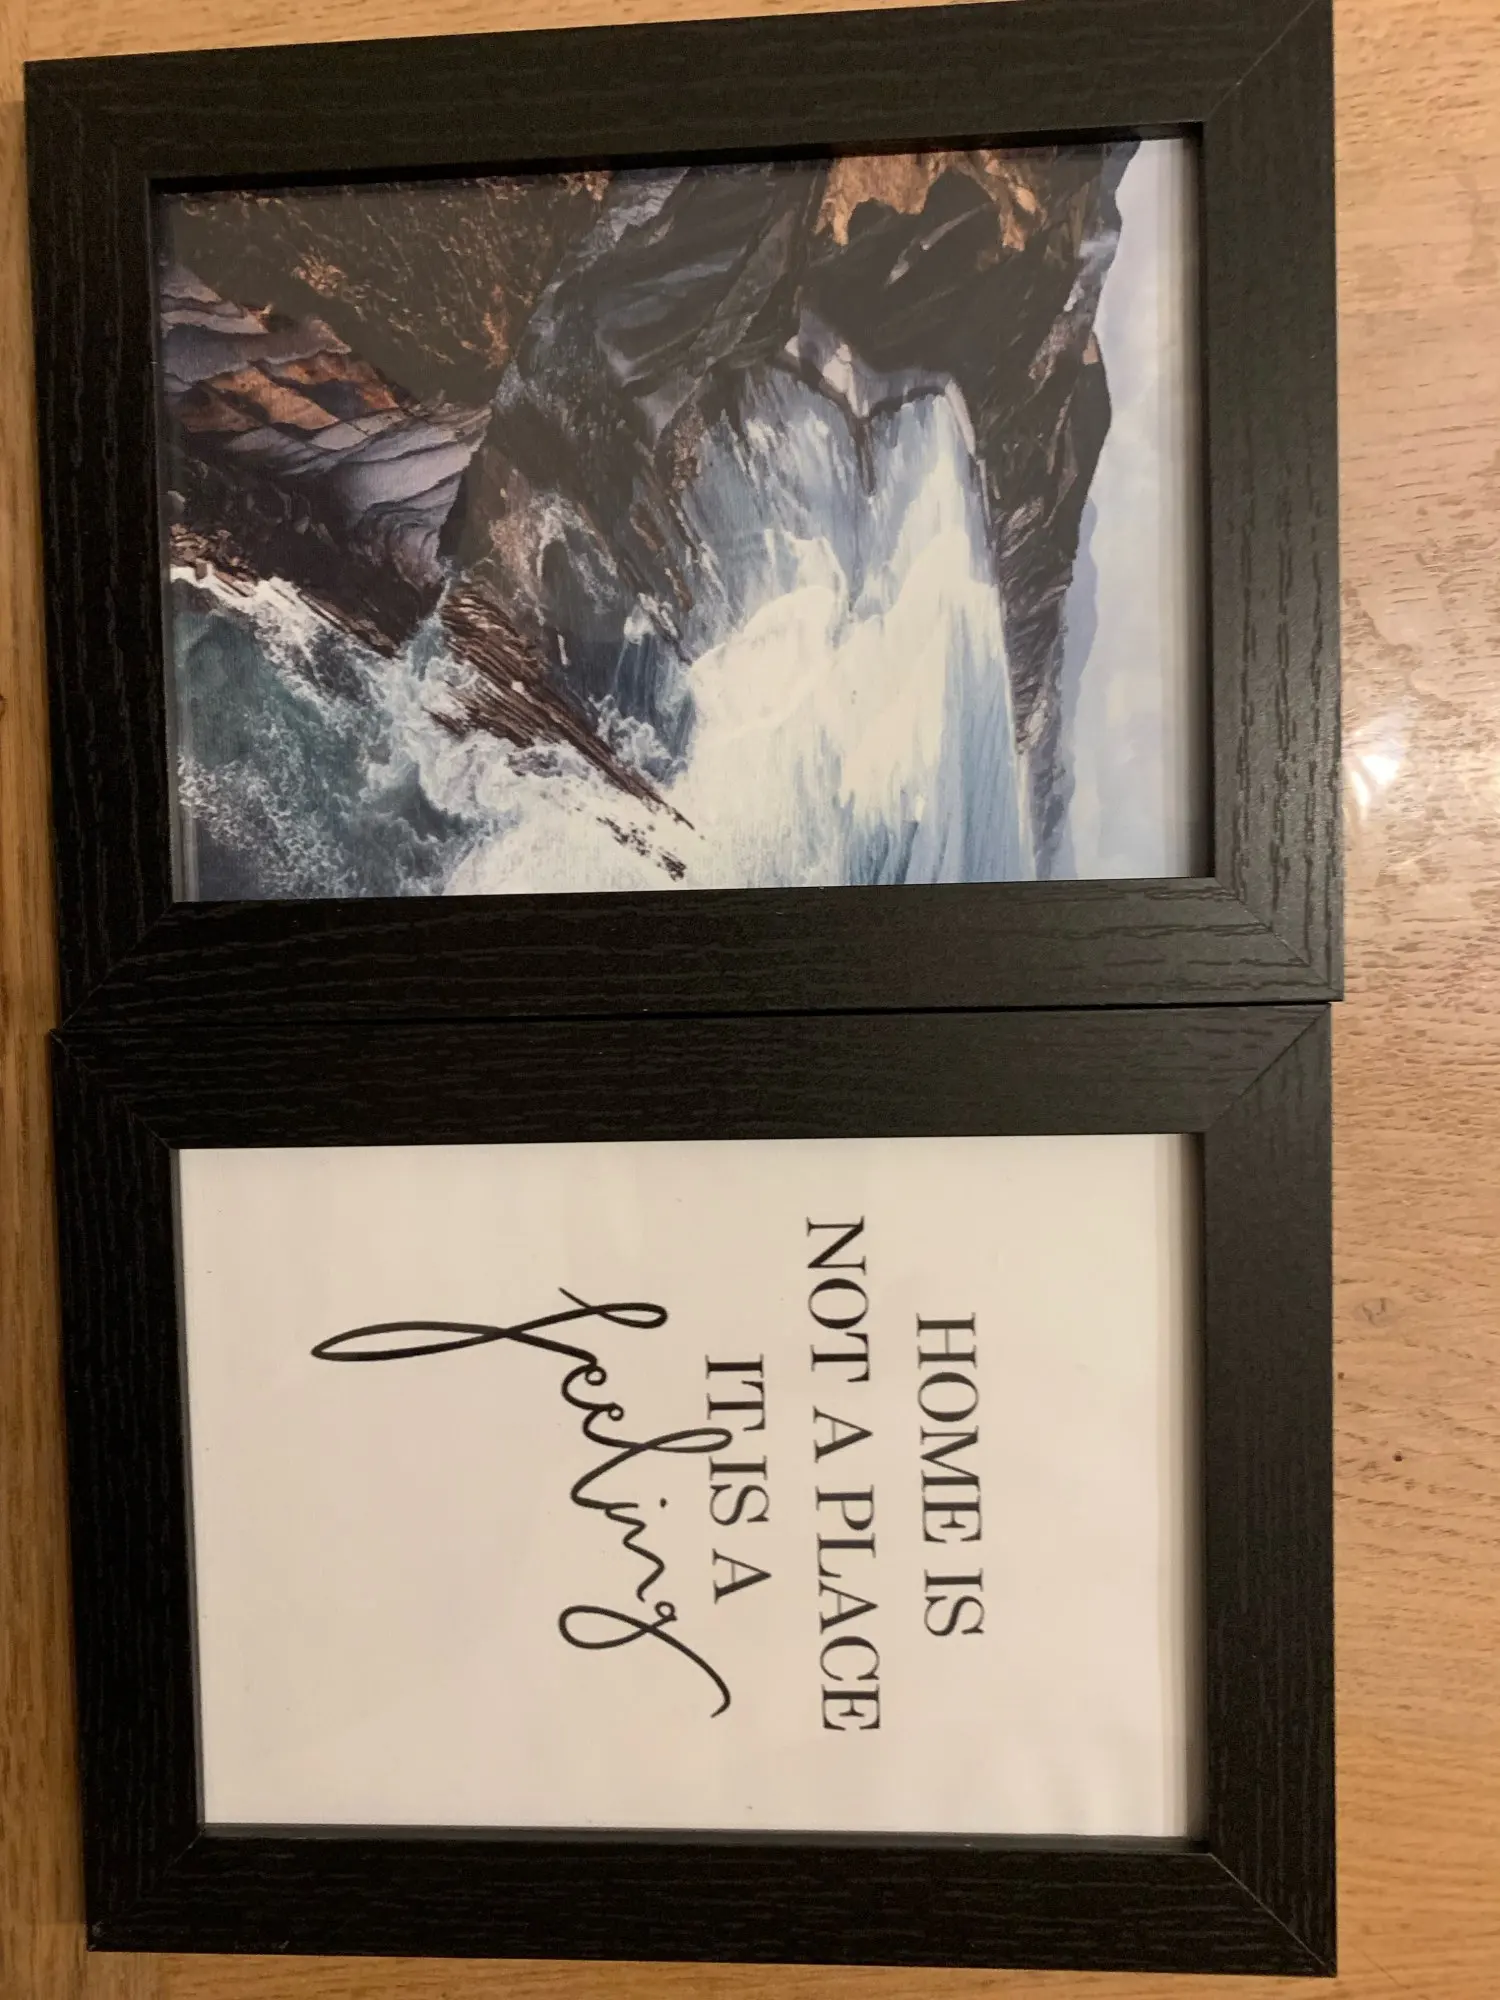 HOME IS
NOT A PLACE
IT IS A
feeling